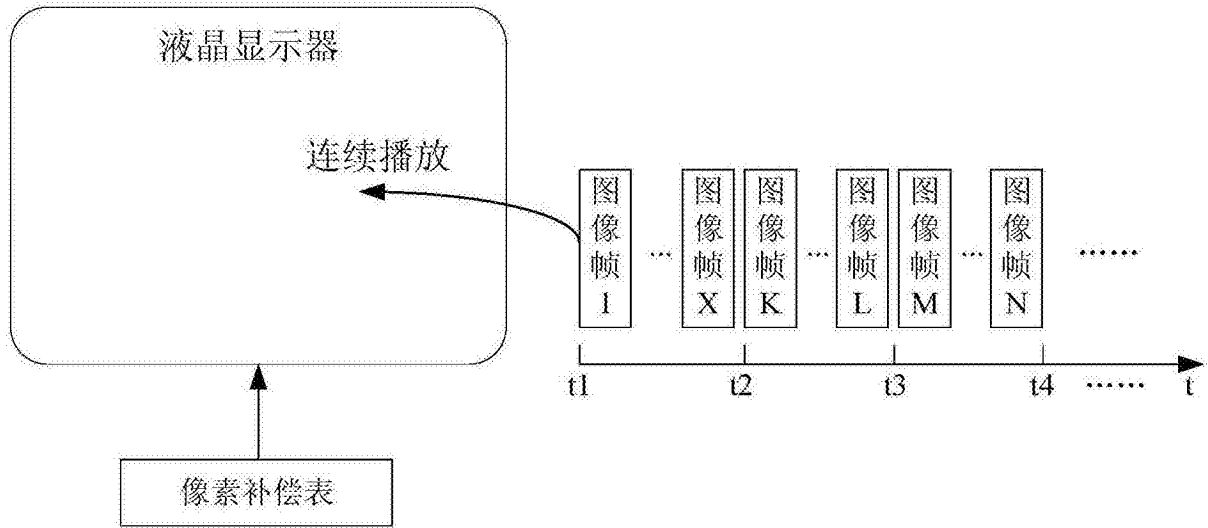 液晶显示器
连续播放
图像帧1 ... 图像帧X 图像帧K ... 图像帧L 图像帧M ... 图像帧N ……
t1 t2 t3 t4 …… t
像素补偿表